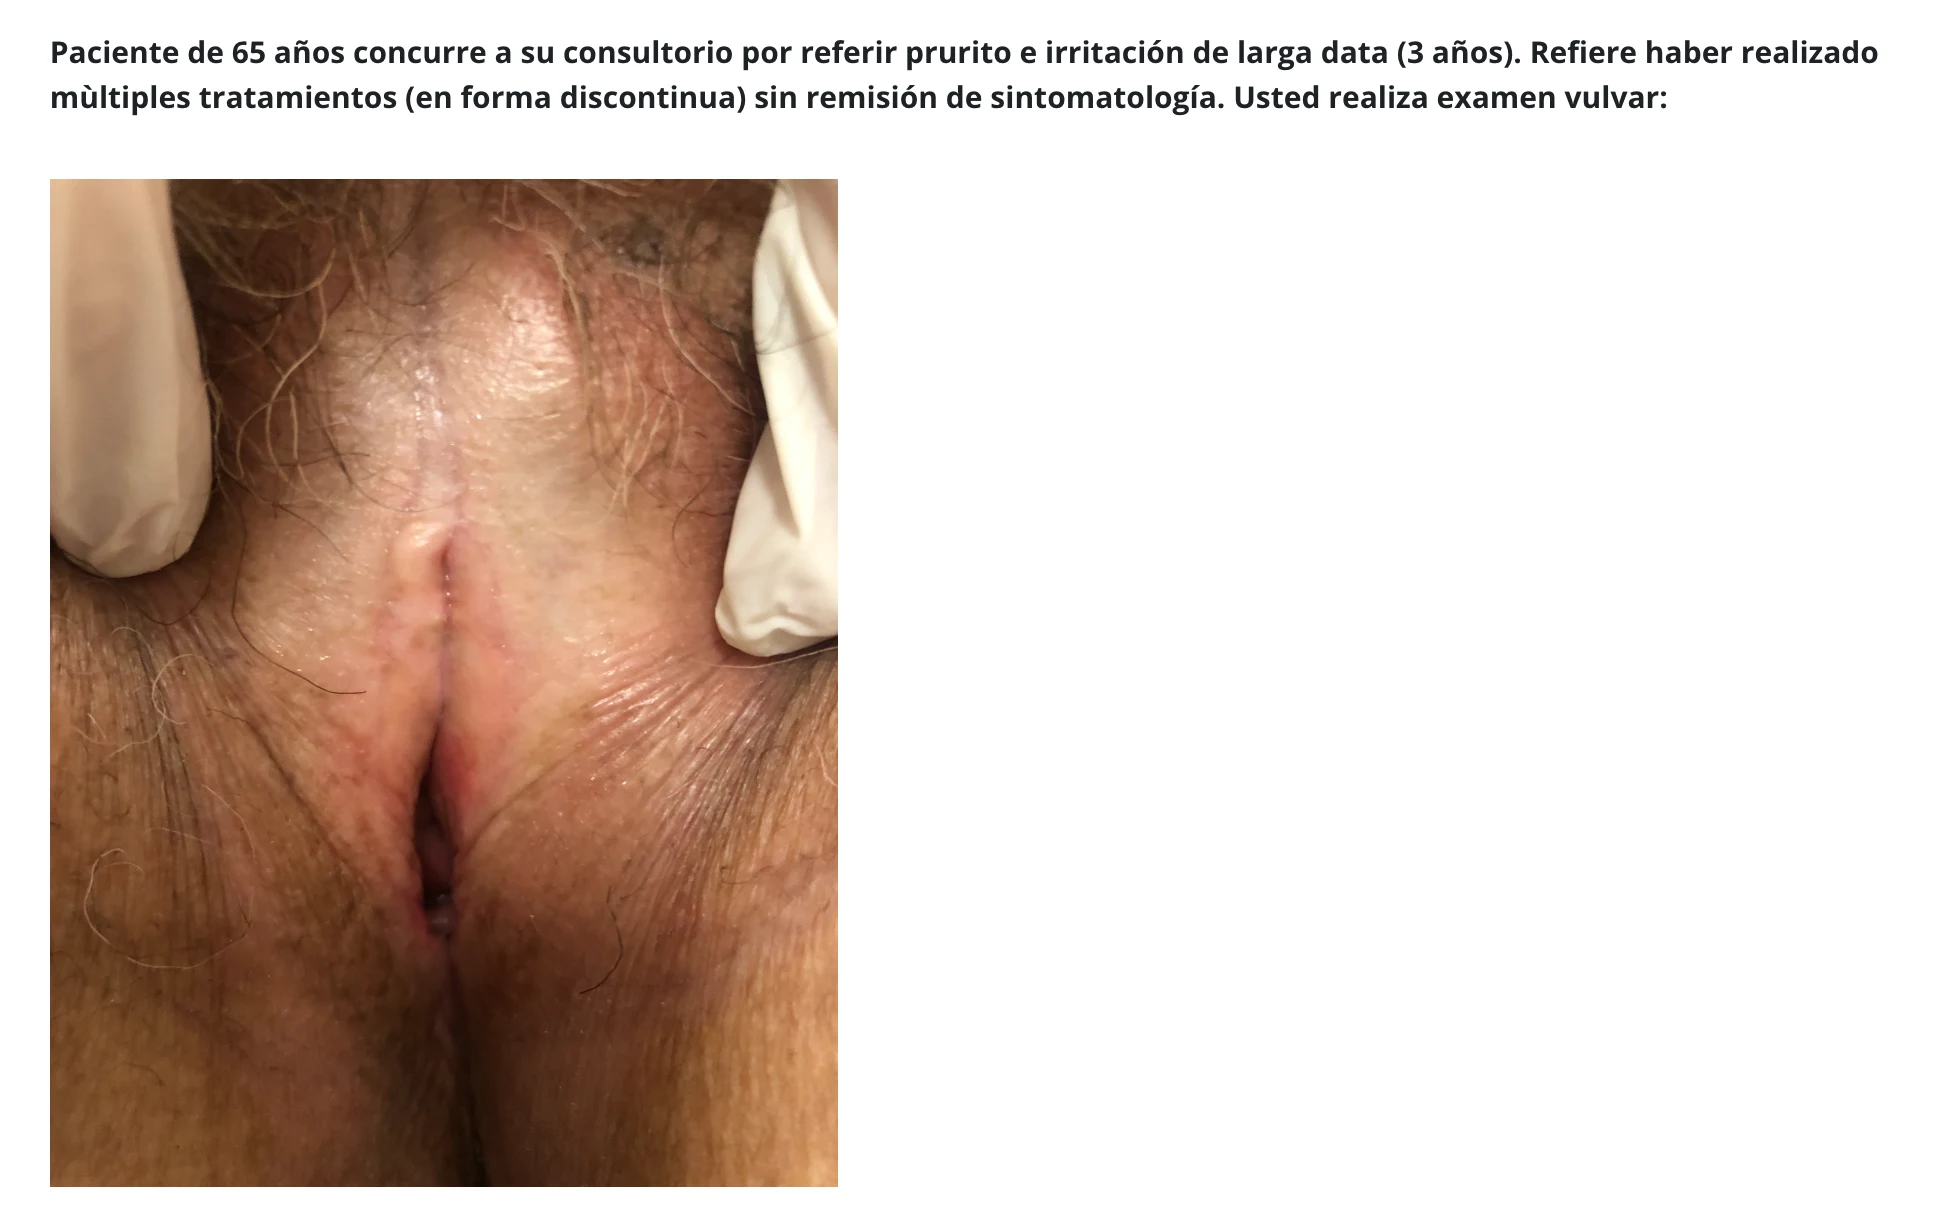 Paciente de 65 años concurre a su consultorio por referir prurito e irritación de larga data (3 años). Refiere haber realizado
mùltiples tratamientos (en forma discontinua) sin remisión de sintomatología. Usted realiza examen vulvar: